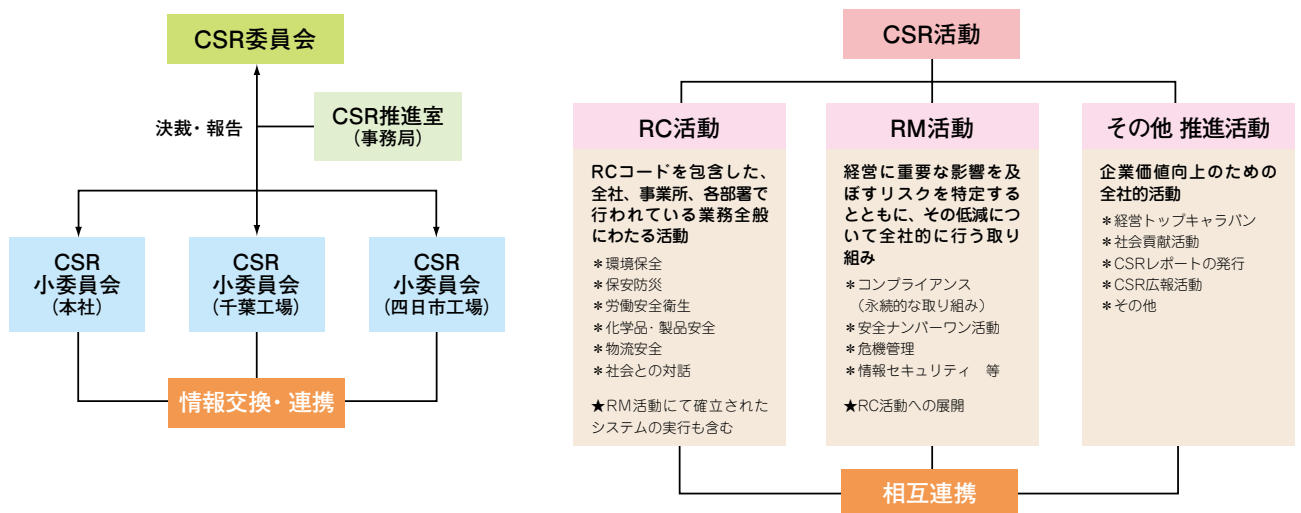 CSR委員会
決裁・報告
CSR推進室
（事務局）
CSR
小委員会
（本社）
CSR
小委員会
（千葉工場）
CSR
小委員会
（四日市工場）
情報交換・連携
CSR活動
RC活動
RCコードを包含した、
全社、事業所、各部署で
行われている業務全般
にわたる活動
＊環境保全
＊保安防災
＊労働安全衛生
＊化学品・製品安全
＊物流安全
＊社会との対話
★RM活動にて確立された
システムの実行も含む
RM活動
経営に重要な影響を及
ぼすリスクを特定する
とともに、その低減につ
いて全社的に行う取り
組み
＊コンプライアンス
（永続的な取り組み）
＊安全ナンバーワン活動
＊危機管理
＊情報セキュリティ　等
★RC活動への展開
その他 推進活動
企業価値向上のための
全社的活動
＊経営トップキャラバン
＊社会貢献活動
＊CSRレポートの発行
＊CSR広報活動
＊その他
相互連携